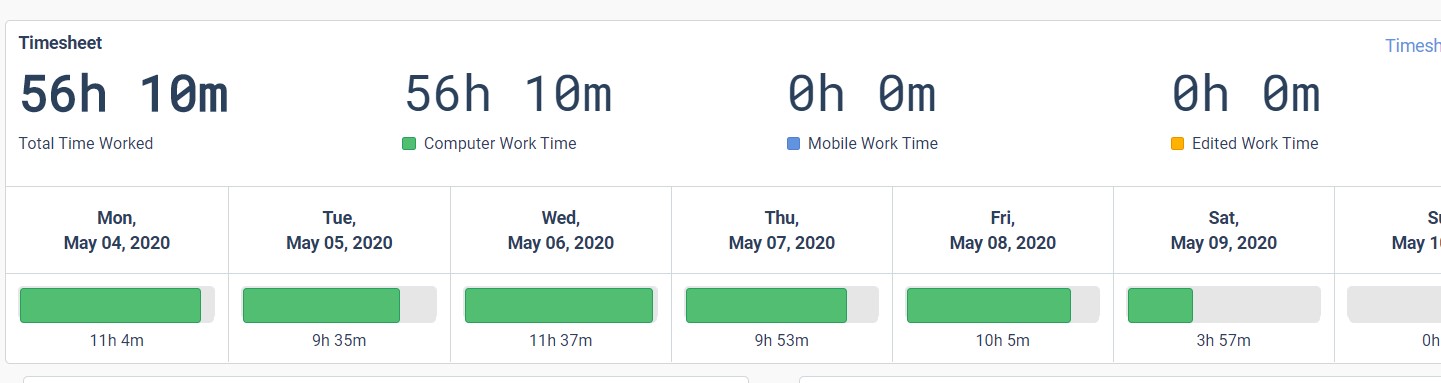 Timesheet
56h 10m 56h 10m 0h 0m 0h 0m
Total Time Worked Computer Work Time Mobile Work Time Edited Work Time
Mon, Tue, Wed, Thu, Fri, Sat,
May 04, 2020 May 05, 2020 May 06, 2020 May 07, 2020 May 08, 2020 May 09, 2020 May
11h 4m 9h 35m 11h 37m 9h 53m 10h 5m 3h 57m 0h